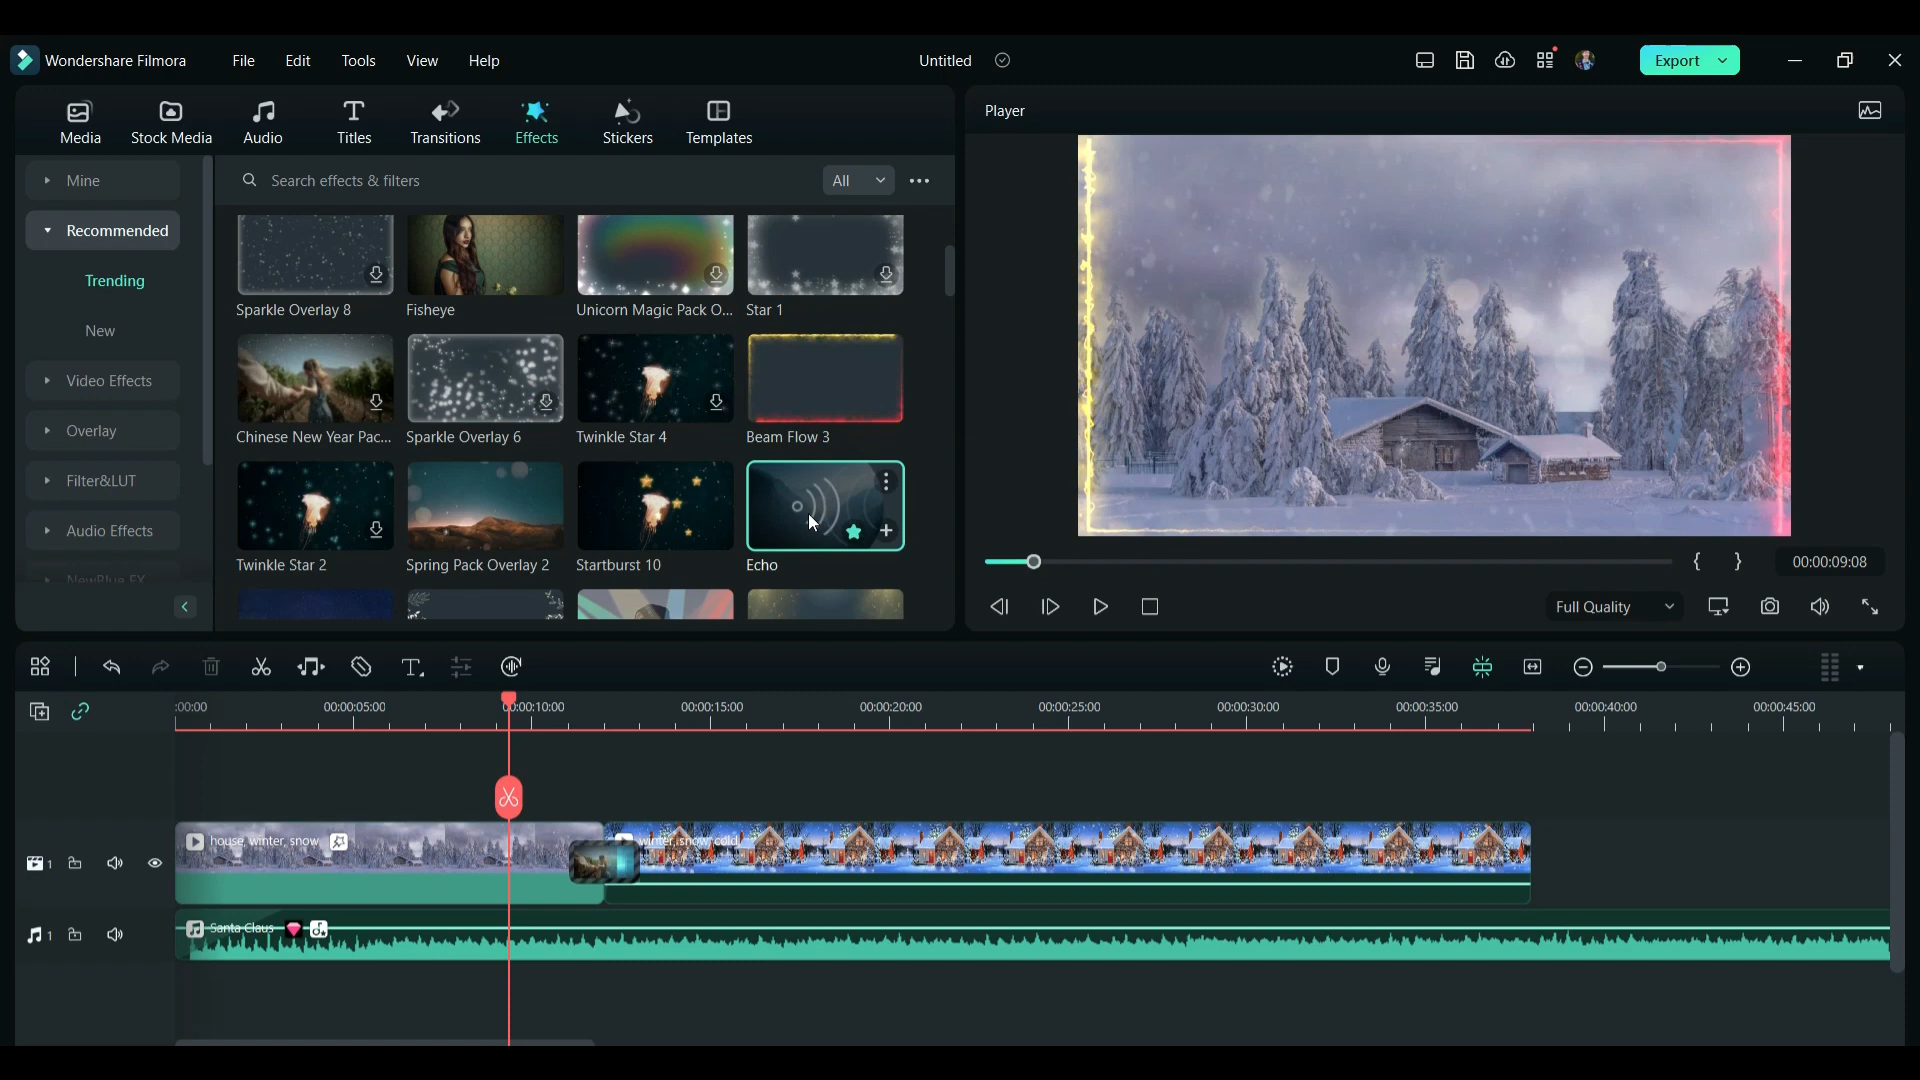 Wondershare Filmora
File Edit Tools View Help
Untitled
Export
Media Stock Media Audio Titles Transitions Effects Stickers Templates
Player
Mine
Recommended
Trending
New
Video Effects
Overlay
Filter&LUT
Audio Effects
NewBlue FX
Search effects & filters
All
Sparkle Overlay 8 Fisheye Unicorn Magic Pack O... Star 1
Chinese New Year Pac... Sparkle Overlay 6 Twinkle Star 4 Beam Flow 3
Twinkle Star 2 Spring Pack Overlay 2 Startburst 10 Echo
{ } 00:00:09:08
Full Quality
:00:00 00:00:05:00 00:00:10:00 00:00:15:00 00:00:20:00 00:00:25:00 00:00:30:00 00:00:35:00 00:00:40:00 00:00:45:00
1 house, winter, snow winter, snow, cold
1 Santa Claus